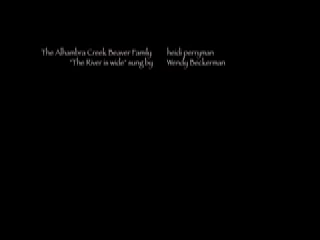 The Alhambra Creek Beaver Family heidi perryman
"The River is wide" sung by Wendy Beckerman